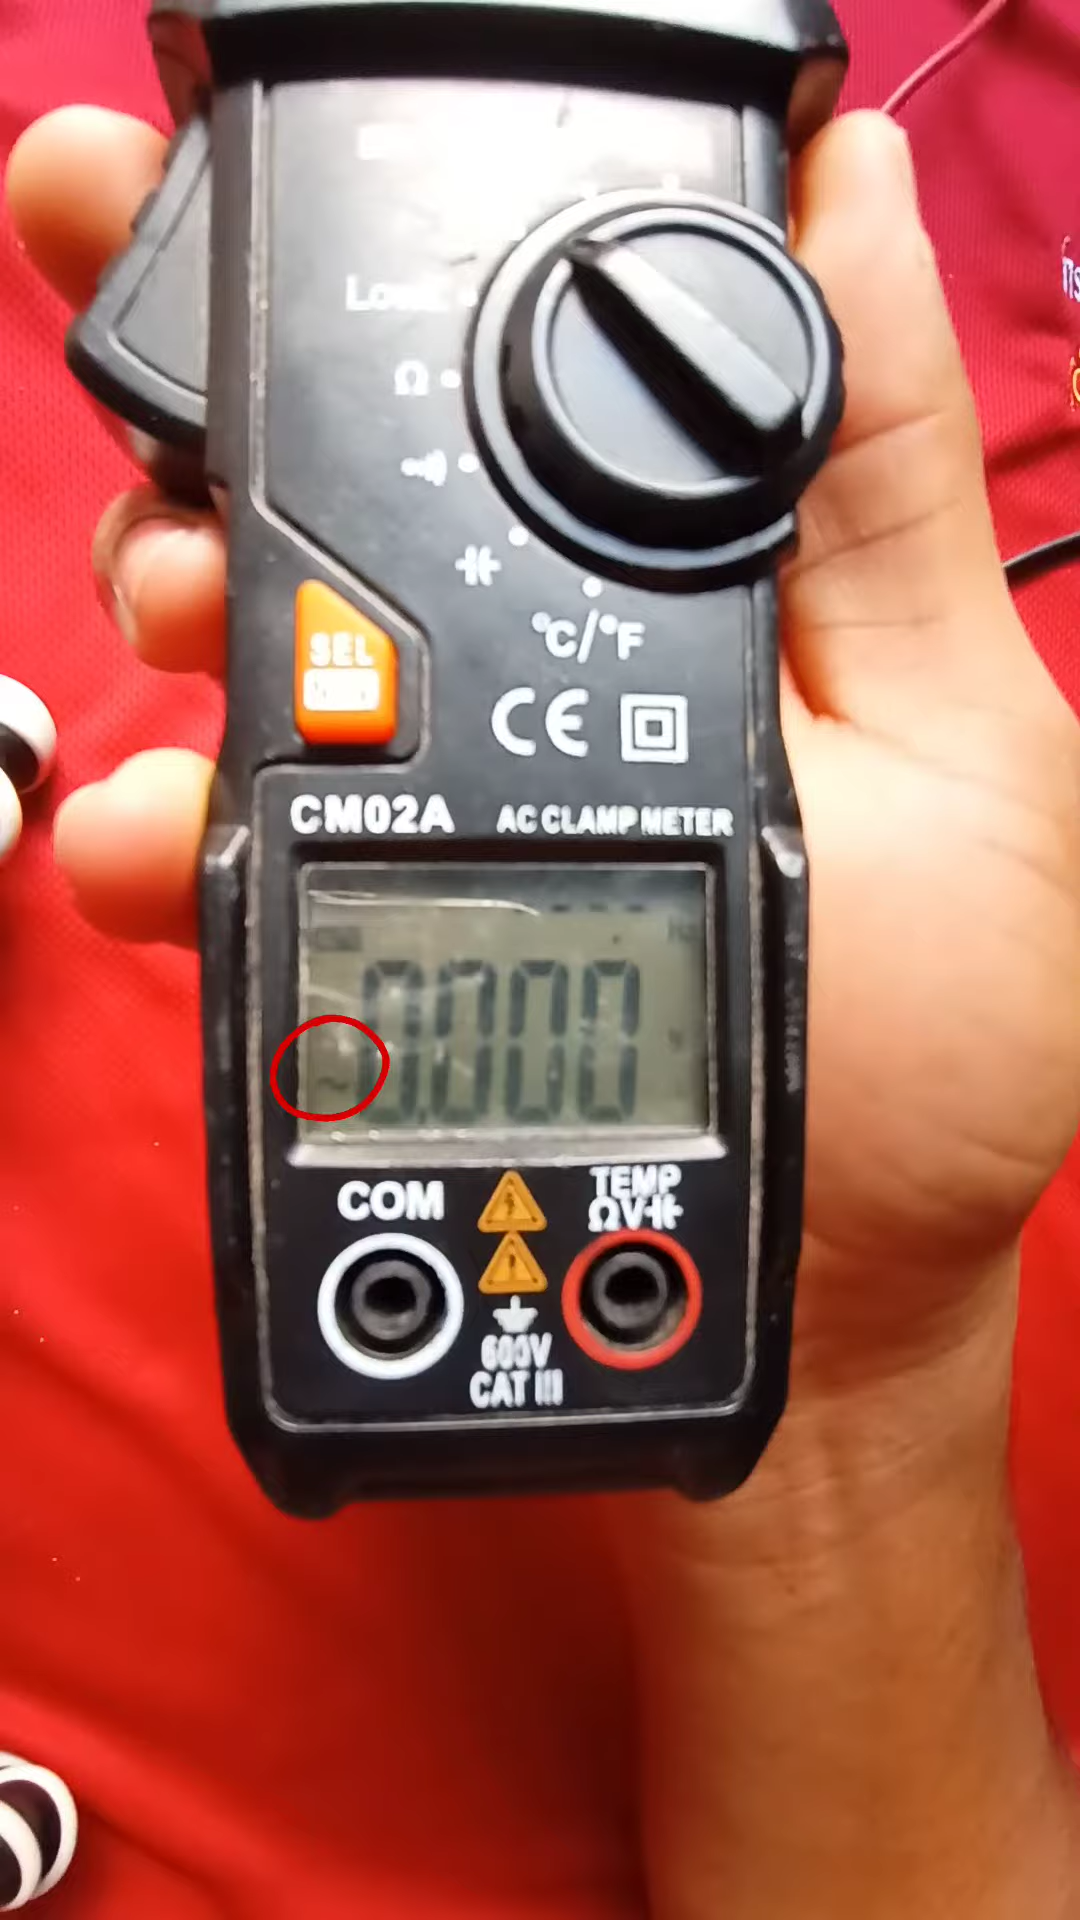 Ω
°C/°F
SEL
CE
CM02A
AC CLAMP METER
0.000
COM
TEMP
ΩV
600V
CAT III